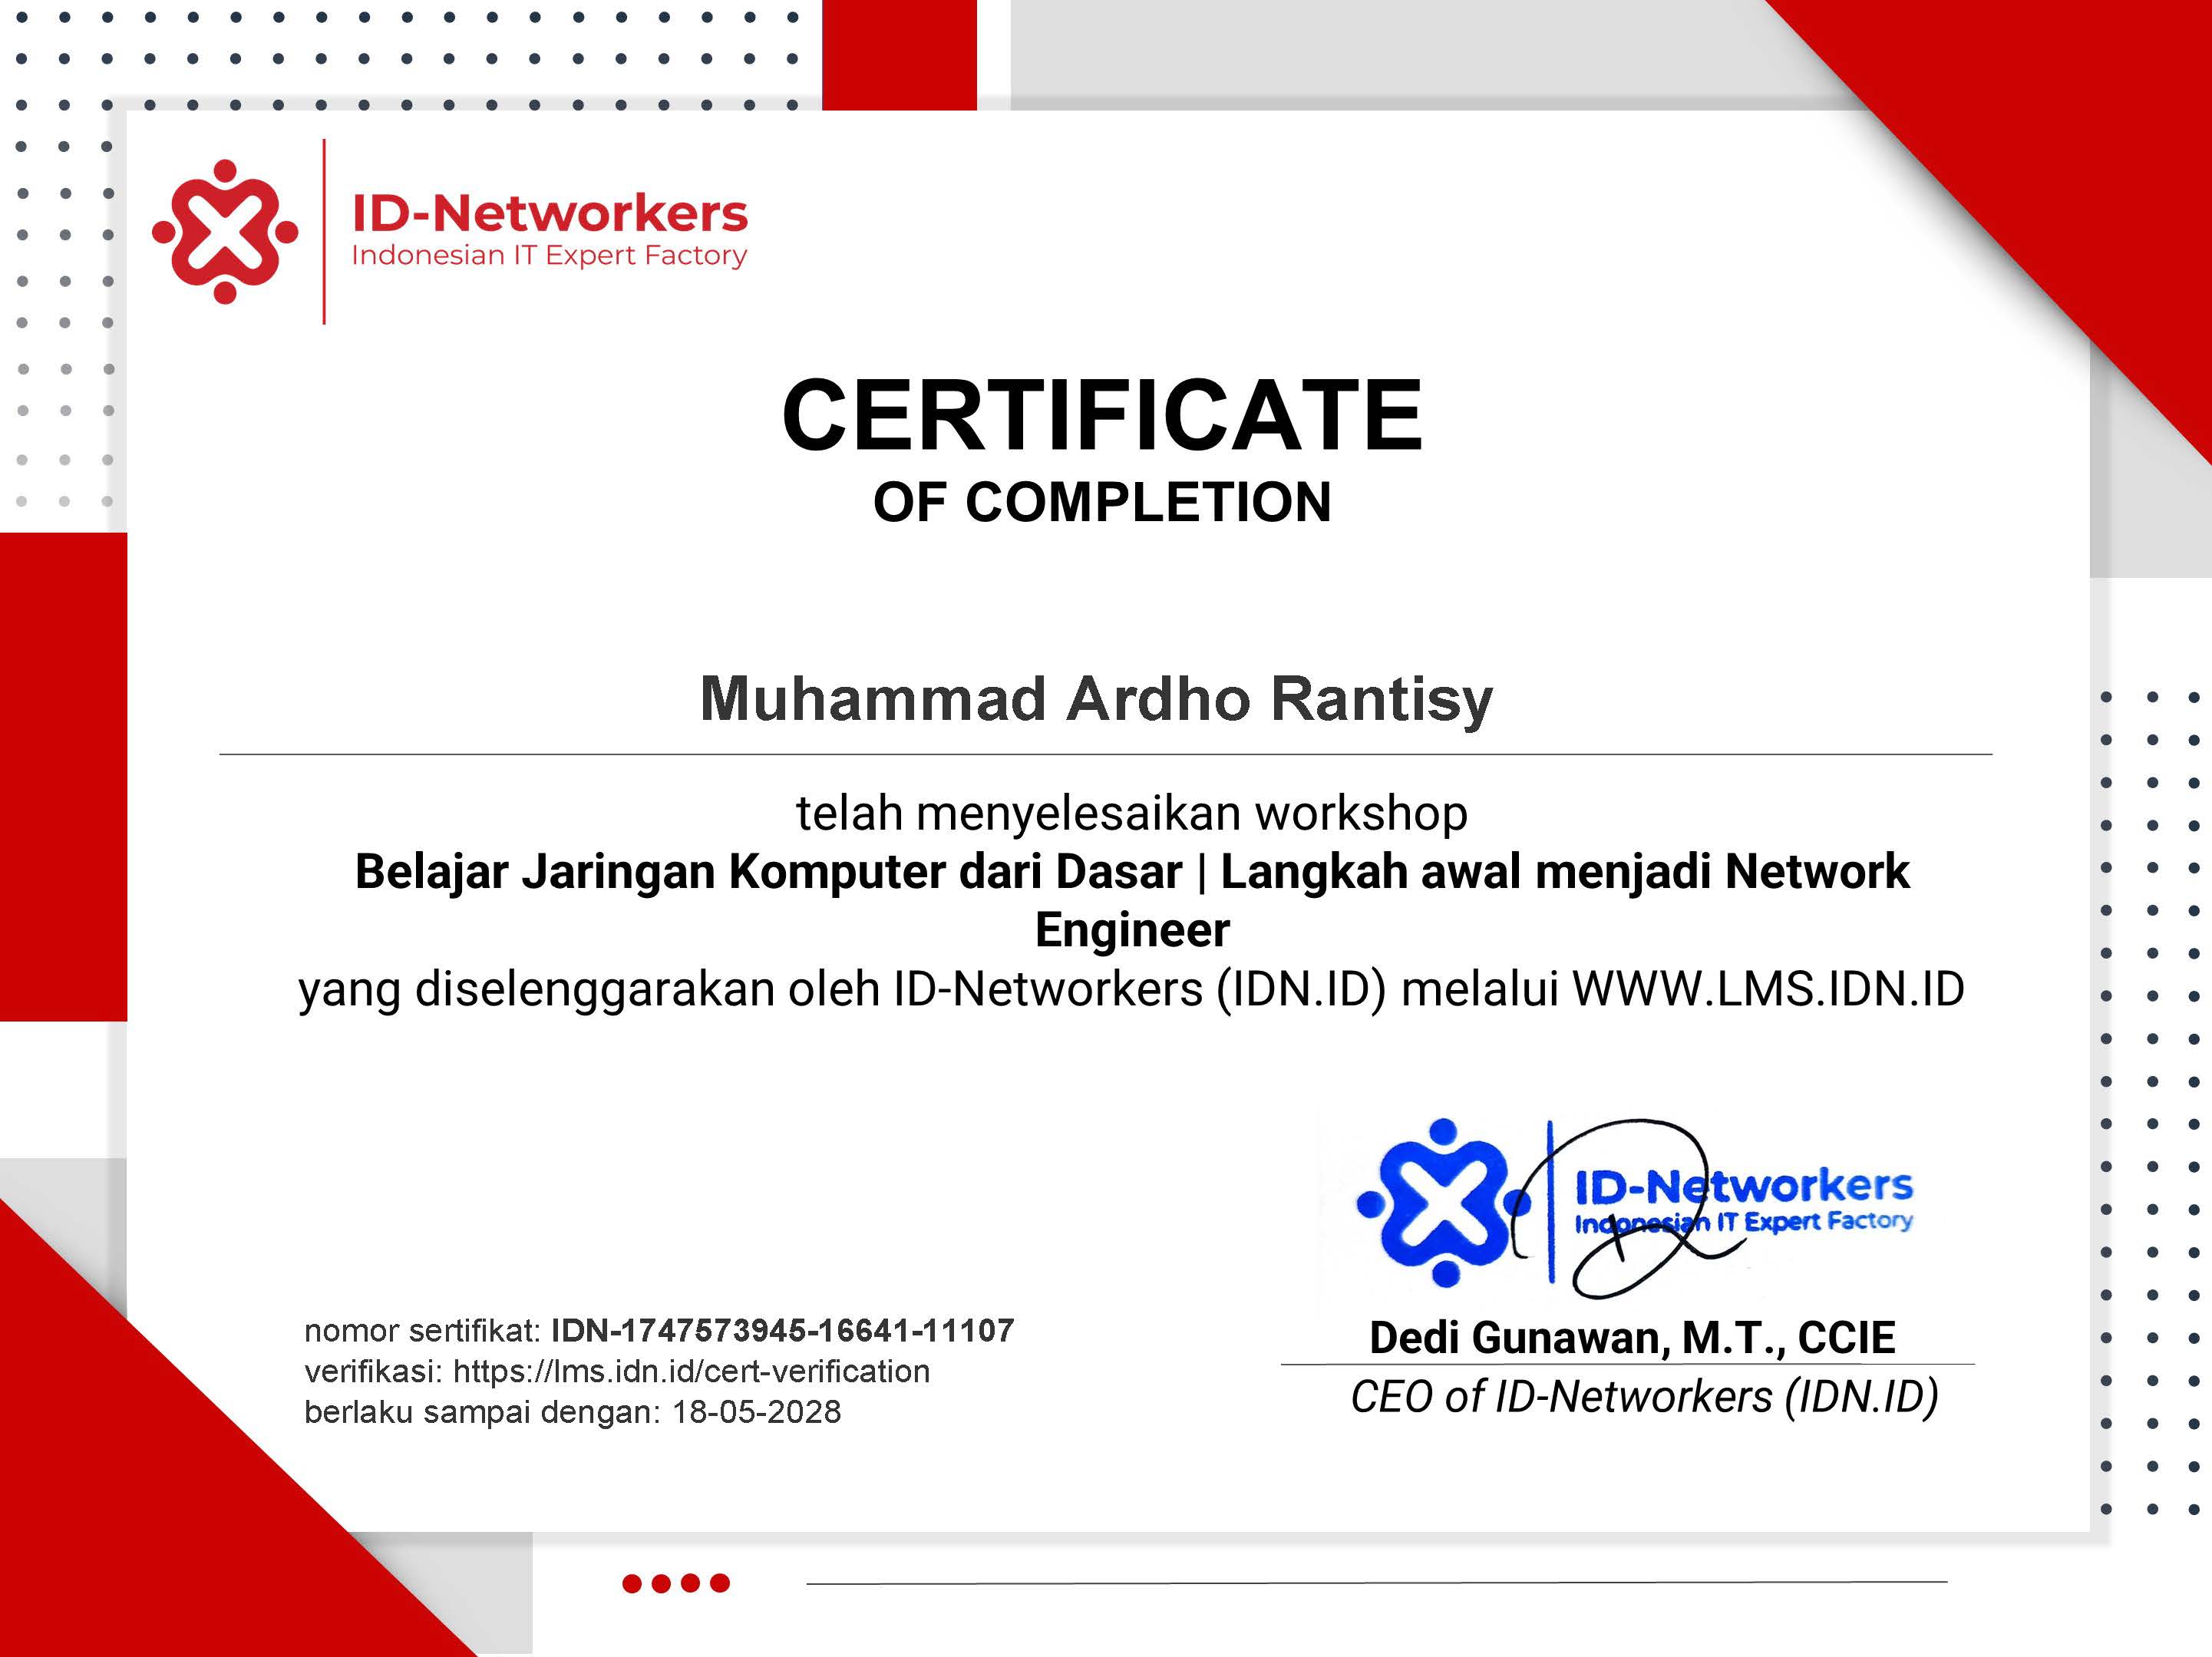 ID-Networkers
Indonesian IT Expert Factory
CERTIFICATE
OF COMPLETION
Muhammad Ardho Rantisy
telah menyelesaikan workshop
Belajar Jaringan Komputer dari Dasar | Langkah awal menjadi Network
Engineer
yang diselenggarakan oleh ID-Networkers (IDN.ID) melalui WWW.LMS.IDN.ID
ID-Networkers
Indonesian IT Expert Factory
nomor sertifikat: IDN-1747573945-16641-11107
verifikasi: https://lms.idn.id/cert-verification
berlaku sampai dengan: 18-05-2028
Dedi Gunawan, M.T., CCIE
CEO of ID-Networkers (IDN.ID)